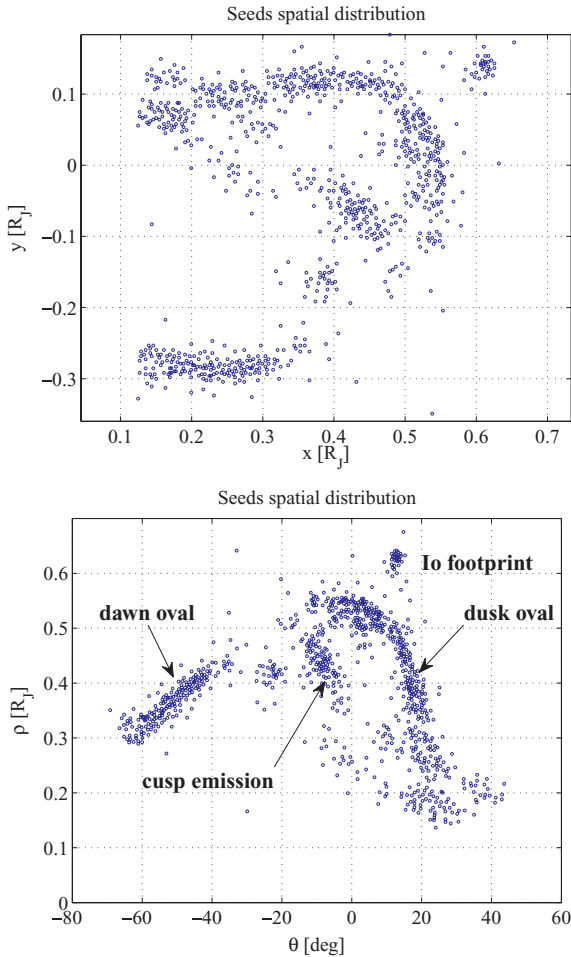 Seeds spatial distribution
0.1
0
−0.1
−0.2
−0.3
y [R_J]
0.1 0.2 0.3 0.4 0.5 0.6 0.7
x [R_J]
Seeds spatial distribution
0.6
0.5
0.4
0.3
0.2
0.1
0
ρ [R_J]
Io footprint
dawn oval
dusk oval
cusp emission
−80 −60 −40 −20 0 20 40 60
θ [deg]